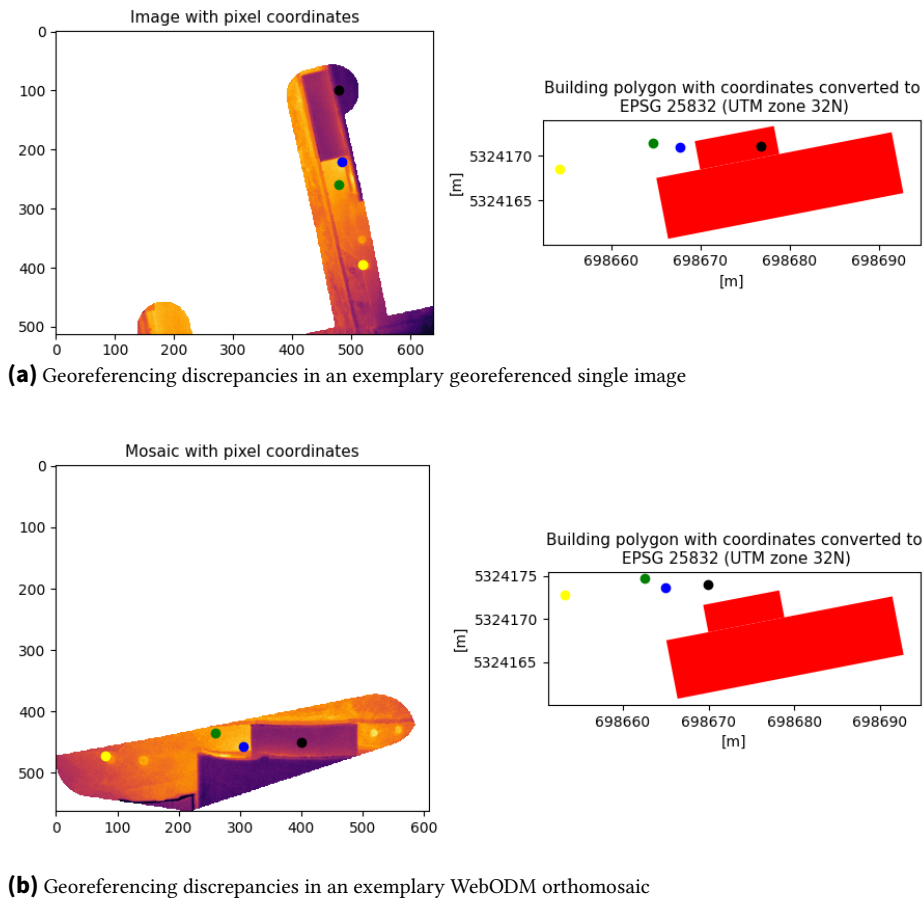 Image with pixel coordinates
0
100
200
300
400
500
0 100 200 300 400 500 600
Building polygon with coordinates converted to
EPSG 25832 (UTM zone 32N)
5324170
5324165
[m]
698660 698670 698680 698690
[m]
(a) Georeferencing discrepancies in an exemplary georeferenced single image
Mosaic with pixel coordinates
0
100
200
300
400
500
0 100 200 300 400 500 600
Building polygon with coordinates converted to
EPSG 25832 (UTM zone 32N)
5324175
5324170
5324165
[m]
698660 698670 698680 698690
[m]
(b) Georeferencing discrepancies in an exemplary WebODM orthomosaic